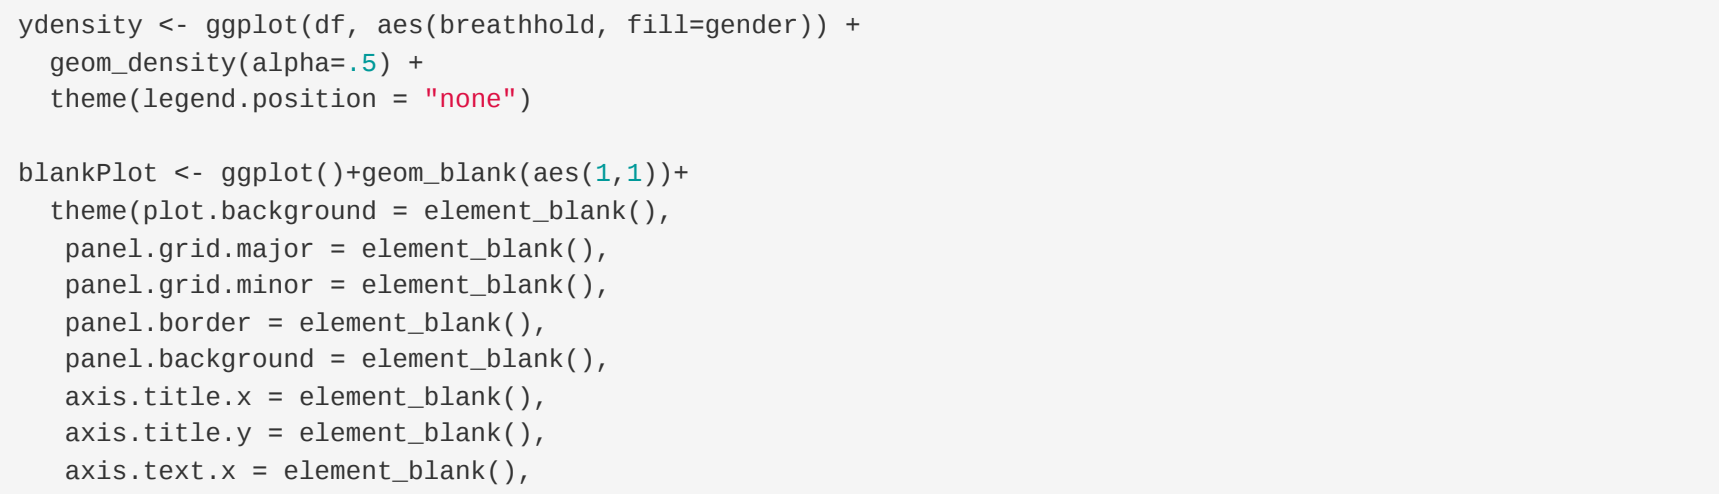 ydensity <- ggplot(df, aes(breathhold, fill=gender)) +
  geom_density(alpha=.5) +
  theme(legend.position = "none")

blankPlot <- ggplot()+geom_blank(aes(1,1))+
  theme(plot.background = element_blank(),
   panel.grid.major = element_blank(),
   panel.grid.minor = element_blank(),
   panel.border = element_blank(),
   panel.background = element_blank(),
   axis.title.x = element_blank(),
   axis.title.y = element_blank(),
   axis.text.x = element_blank(),